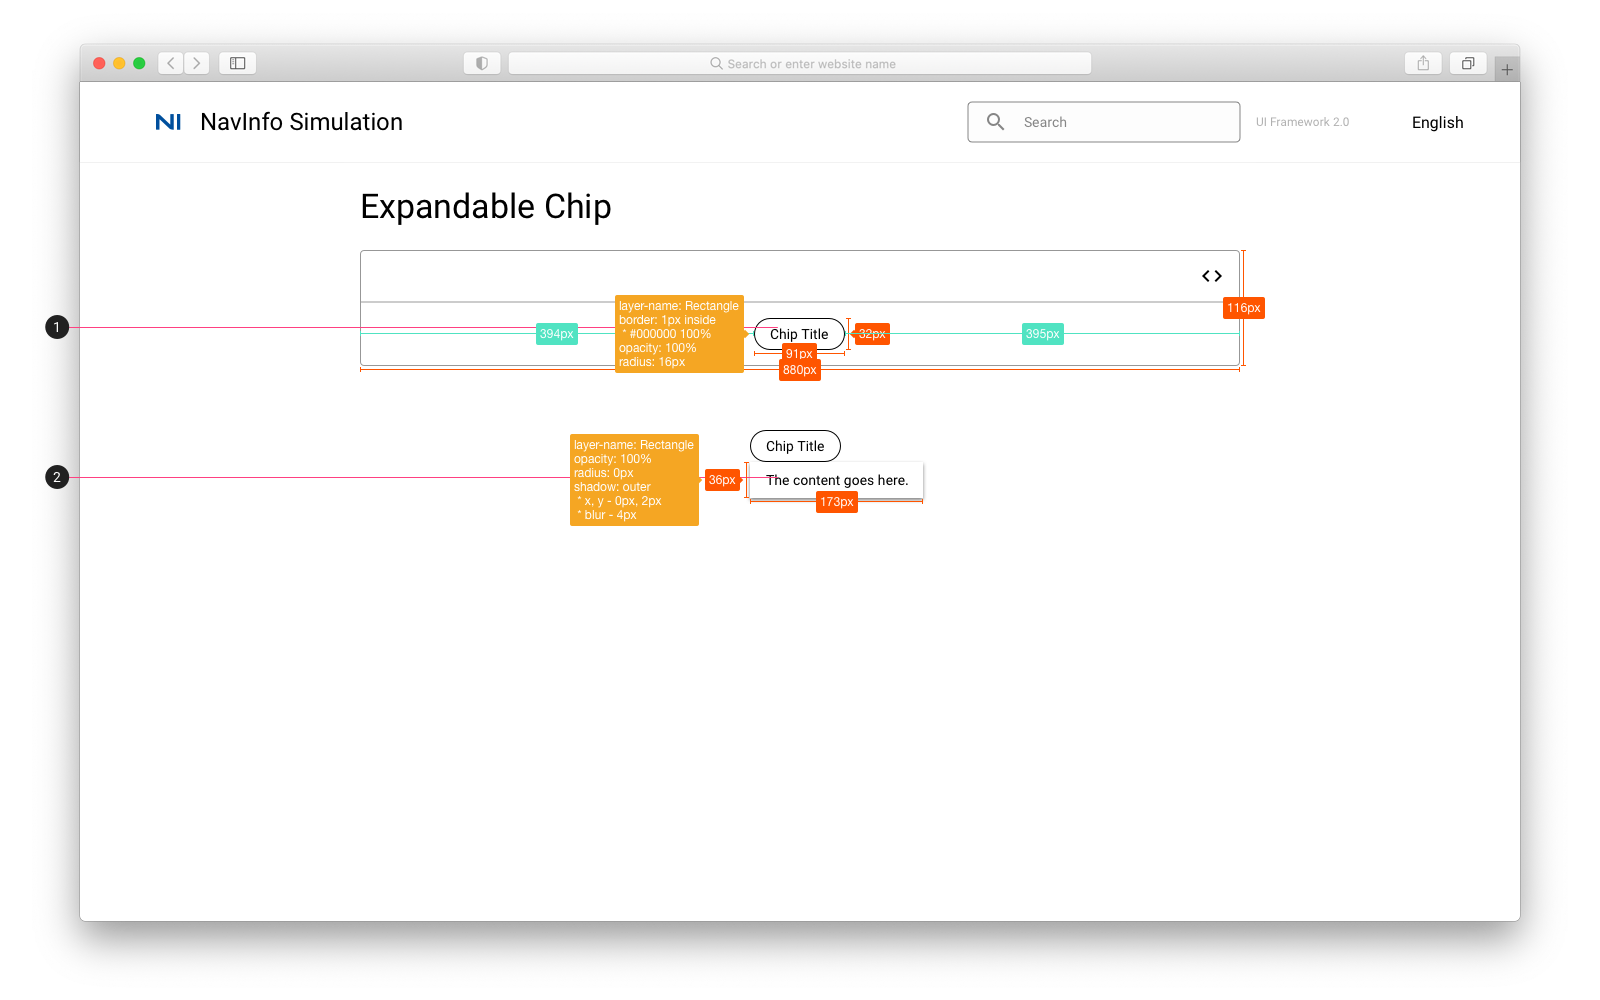 Search or enter website name
NI NavInfo Simulation
Search
UI Framework 2.0
English
Expandable Chip
116px
1
394px
layer-name: Rectangle
border: 1px inside
* #000000 100%
opacity: 100%
radius: 16px
Chip Title
32px
395px
91px
880px
2
layer-name: Rectangle
opacity: 100%
radius: 0px
shadow: outer
* x, y - 0px, 2px
* blur - 4px
36px
Chip Title
The content goes here.
173px